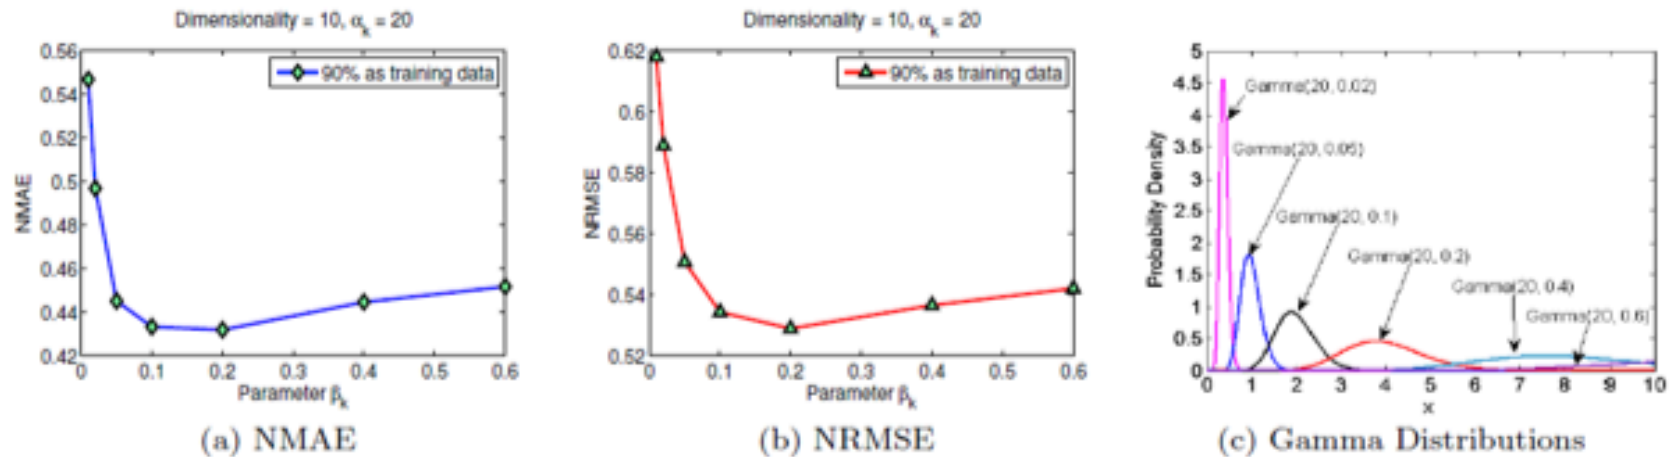 Dimensionality = 10, αk = 20
90% as training data
NMAE
0.56
0.54
0.52
0.5
0.48
0.46
0.44
0.42
0 0.1 0.2 0.3 0.4 0.5 0.6
Parameter βk
(a) NMAE
Dimensionality = 10, αk = 20
90% as training data
NRMSE
0.62
0.6
0.58
0.56
0.54
0.52
0 0.1 0.2 0.3 0.4 0.5 0.6
Parameter βk
(b) NRMSE
Probability Density
5
4.5
4
3.5
3
2.5
2
1.5
1
0.5
0
Gamma(20, 0.02)
Gamma(20, 0.05)
Gamma(20, 0.1)
Gamma(20, 0.2)
Gamma(20, 0.4)
Gamma(20, 0.6)
0 1 2 3 4 5 6 7 8 9 10
x
(c) Gamma Distributions